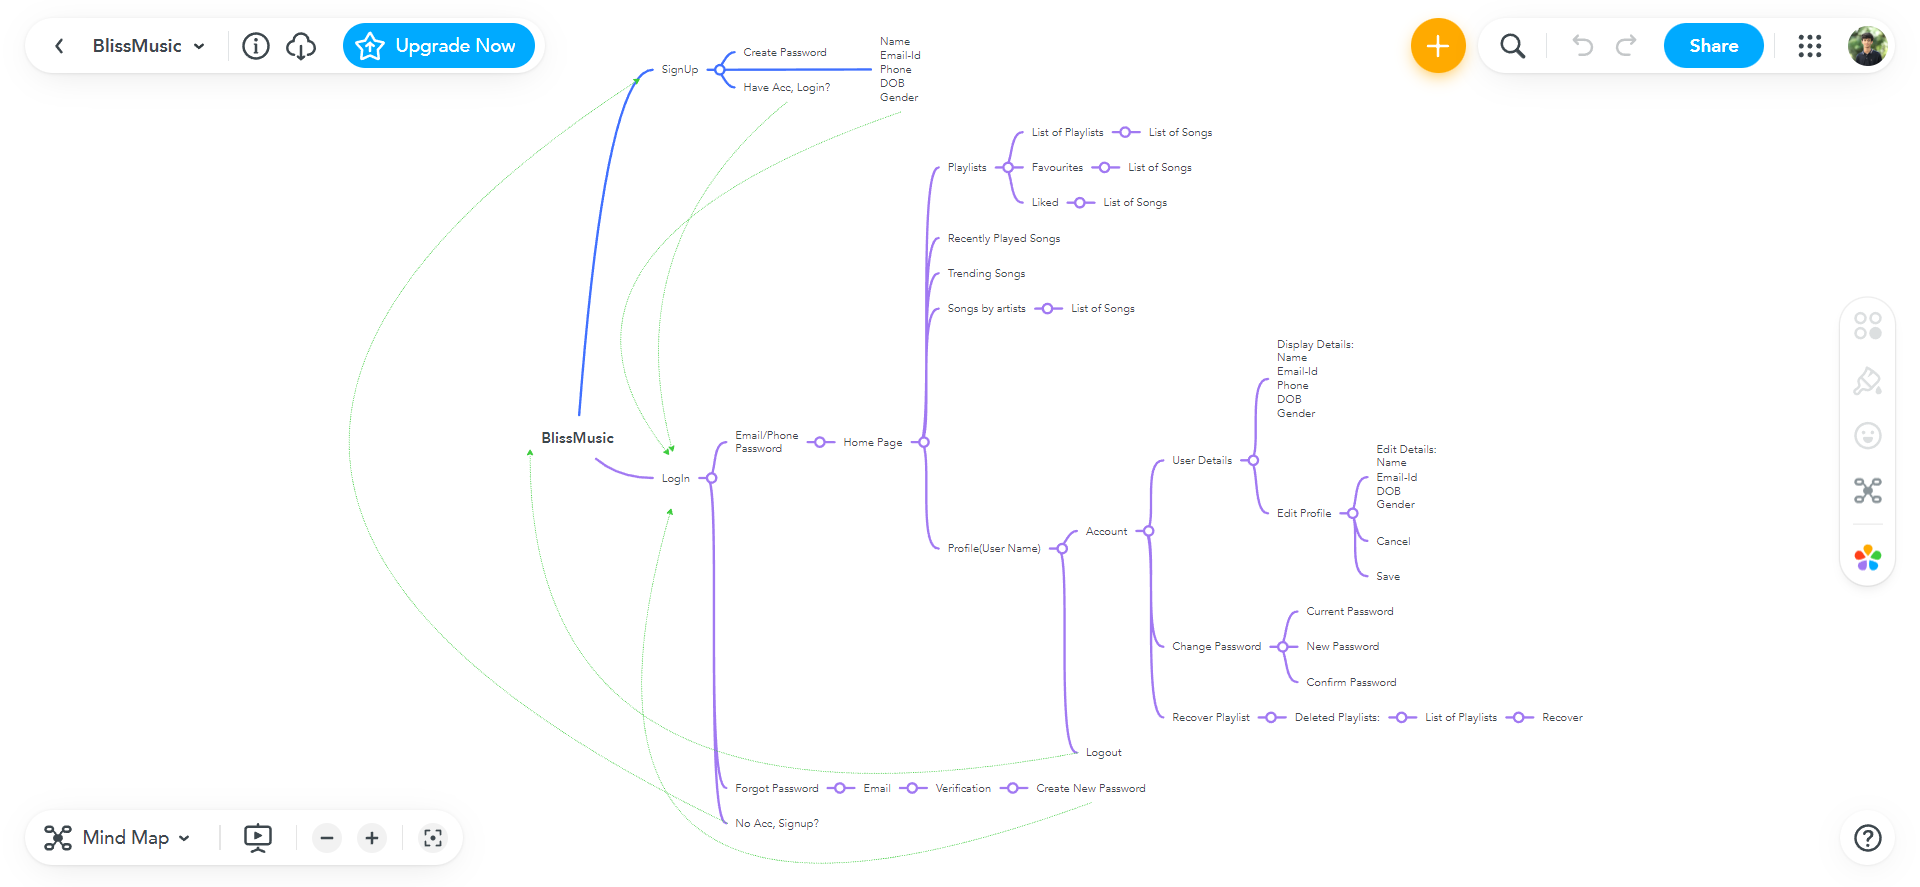 BlissMusic
Upgrade Now
Share
SignUp
Create Password
Have Acc, Login?
Name
Email-Id
Phone
DOB
Gender
Playlists
List of Playlists
List of Songs
Favourites
List of Songs
Liked
List of Songs
Recently Played Songs
Trending Songs
Songs by artists
List of Songs
BlissMusic
LogIn
Email/Phone
Password
Home Page
Profile(User Name)
Account
User Details
Display Details:
Name
Email-Id
Phone
DOB
Gender
Edit Profile
Edit Details:
Name
Email-Id
DOB
Gender
Cancel
Save
Change Password
Current Password
New Password
Confirm Password
Recover Playlist
Deleted Playlists:
List of Playlists
Recover
Logout
Forgot Password
Email
Verification
Create New Password
No Acc, Signup?
Mind Map